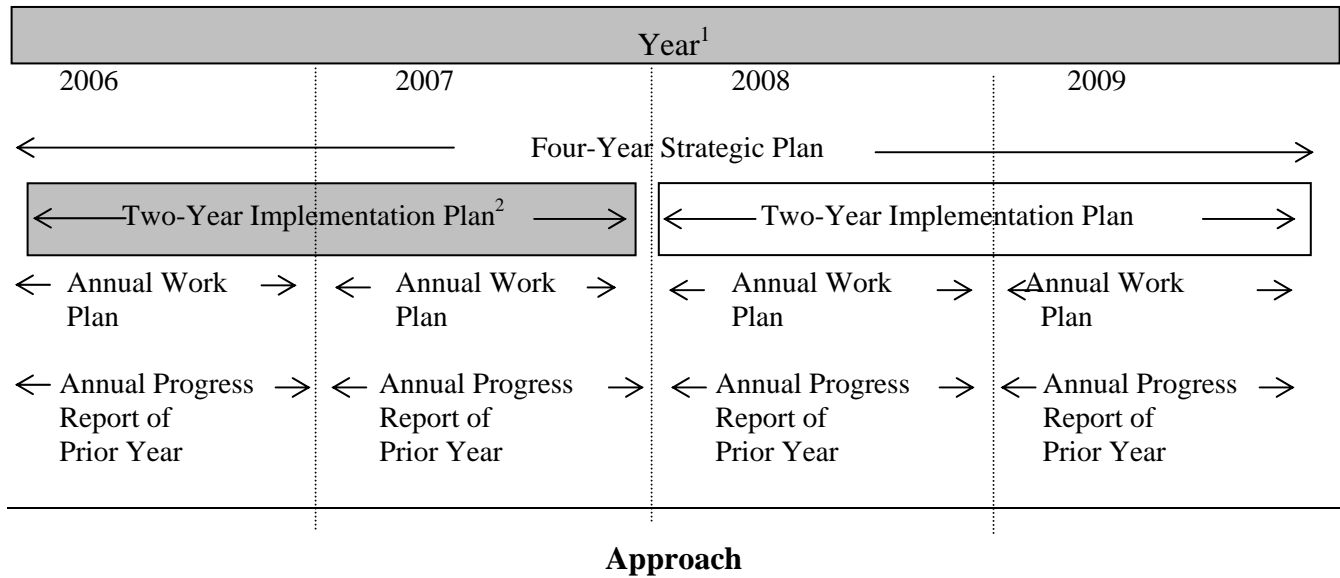 Year1
2006 2007 2008 2009
Four-Year Strategic Plan
Two-Year Implementation Plan2 Two-Year Implementation Plan
Annual Work Annual Work Annual Work Annual Work
Plan Plan Plan Plan
Annual Progress Annual Progress Annual Progress Annual Progress
Report of Report of Report of Report of
Prior Year Prior Year Prior Year Prior Year
Approach